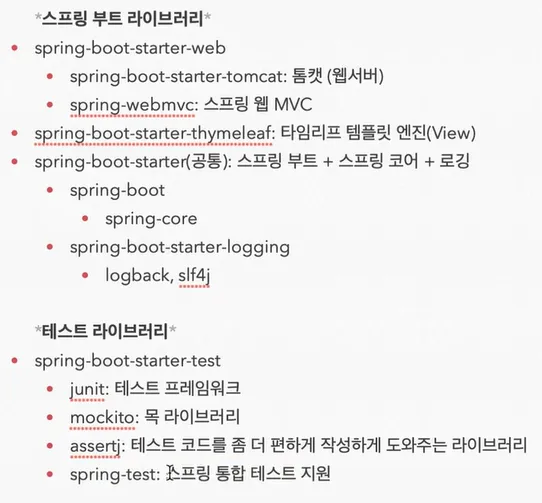 *스프링 부트 라이브러리*
• spring-boot-starter-web
• spring-boot-starter-tomcat: 톰캣 (웹서버)
• spring-webmvc: 스프링 웹 MVC
• spring-boot-starter-thymeleaf: 타임리프 템플릿 엔진(View)
• spring-boot-starter(공통): 스프링 부트 + 스프링 코어 + 로깅
• spring-boot
• spring-core
• spring-boot-starter-logging
• logback, slf4j
*테스트 라이브러리*
• spring-boot-starter-test
• junit: 테스트 프레임워크
• mockito: 목 라이브러리
• assertj: 테스트 코드를 좀 더 편하게 작성하게 도와주는 라이브러리
• spring-test: 스프링 통합 테스트 지원